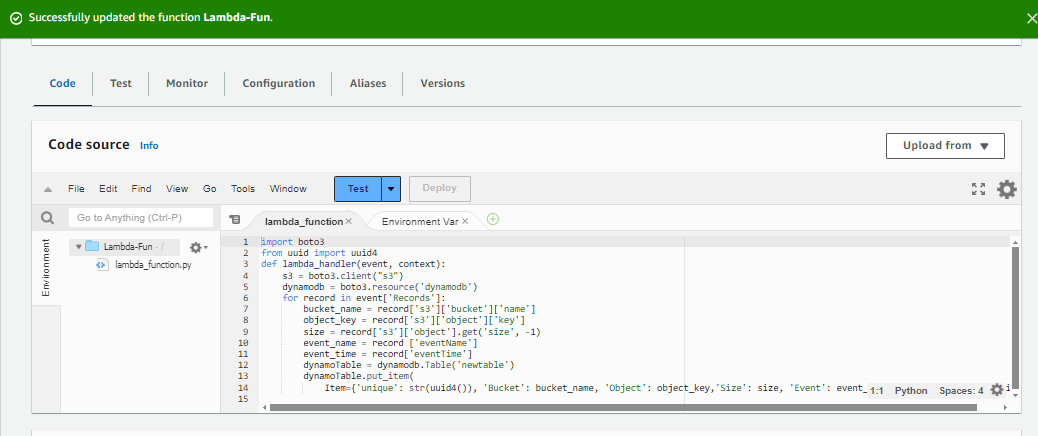 Successfully updated the function Lambda-Fun.
Code Test Monitor Configuration Aliases Versions
Code source Info
Upload from
File Edit Find View Go Tools Window Test Deploy
Go to Anything (Ctrl-P)
lambda_function
Environment Var
Environment
Lambda-Fun - /
lambda_function.py
1 import boto3
2 from uuid import uuid4
3 def lambda_handler(event, context):
4 s3 = boto3.client("s3")
5 dynamodb = boto3.resource('dynamodb')
6 for record in event['Records']:
7 bucket_name = record['s3']['bucket']['name']
8 object_key = record['s3']['object']['key']
9 size = record['s3']['object'].get('size', -1)
10 event_name = record ['eventName']
11 event_time = record['eventTime']
12 dynamoTable = dynamodb.Table('newtable')
13 dynamoTable.put_item(
14 Item={'unique': str(uuid4()), 'Bucket': bucket_name, 'Object': object_key,'Size': size, 'Event': event_
15
1:1 Python Spaces: 4